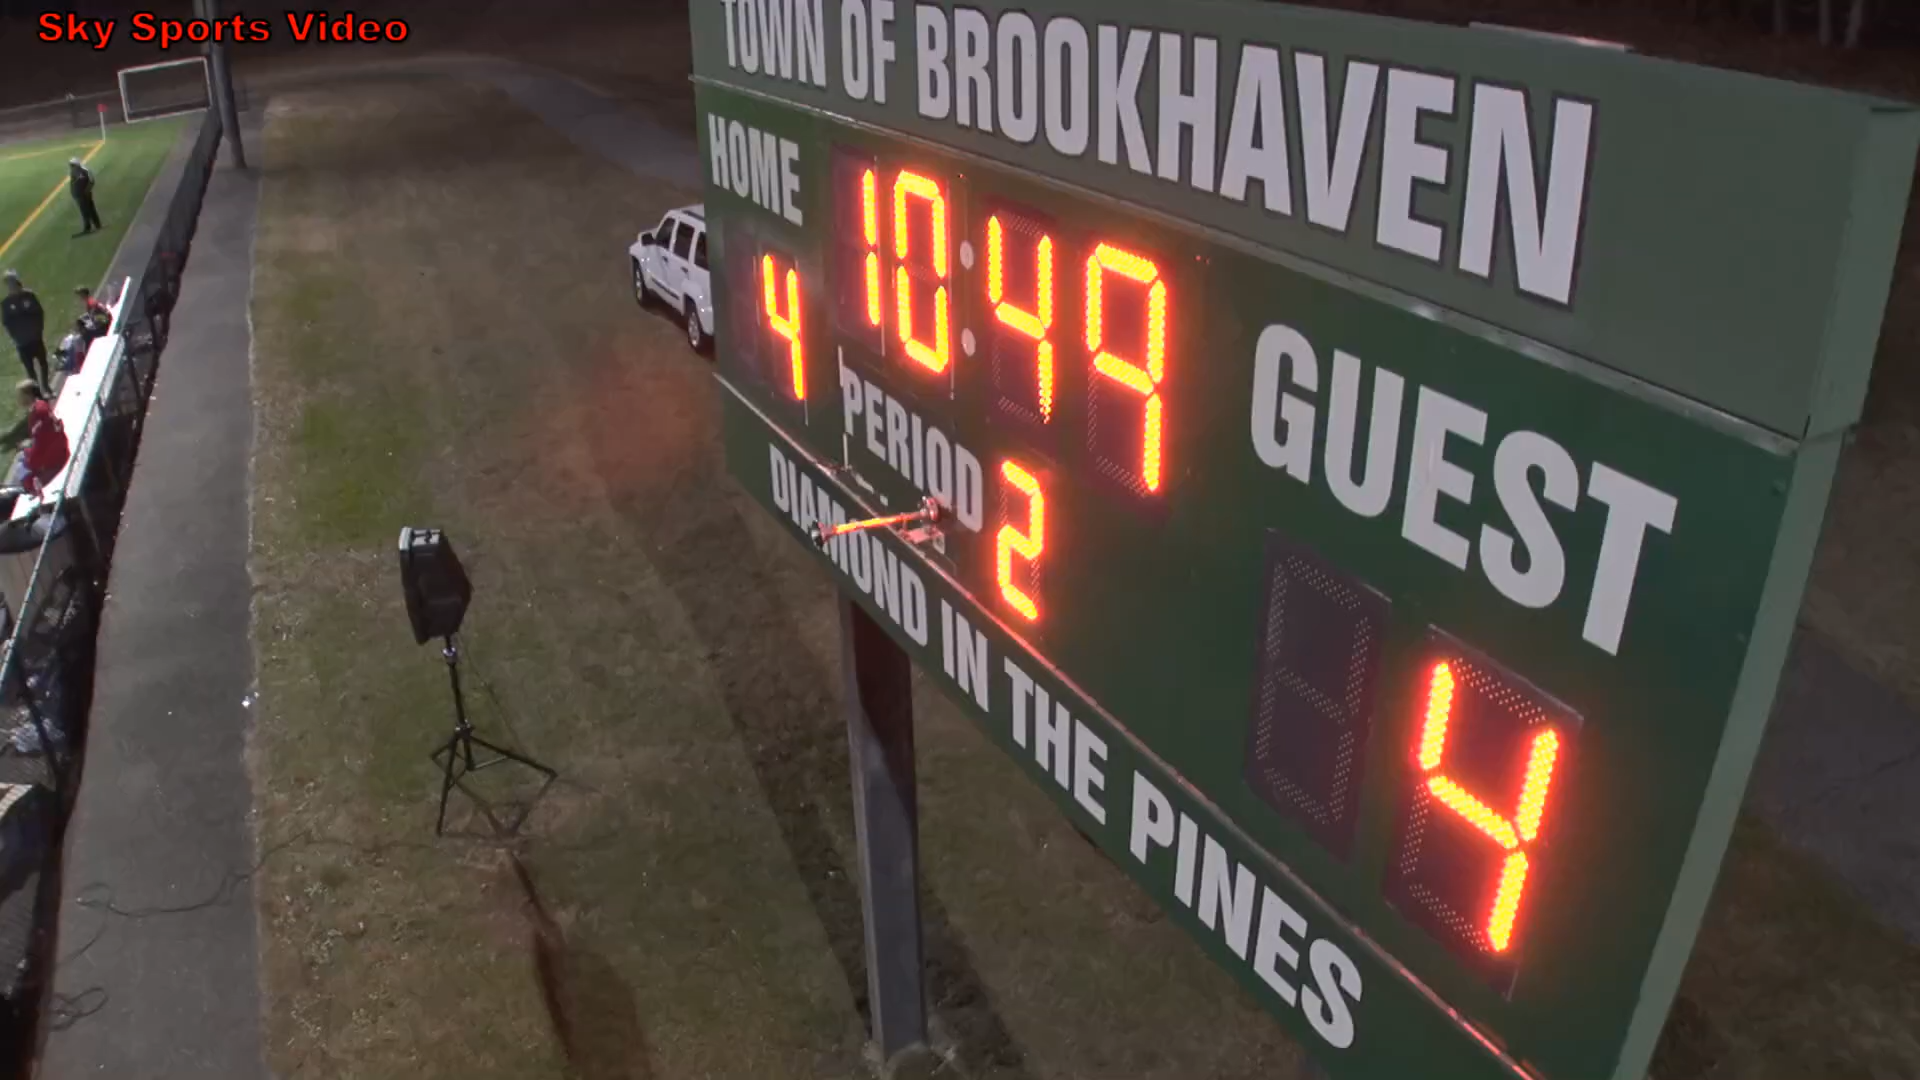 Sky Sports Video
TOWN OF BROOKHAVEN
HOME
10:49
4
PERIOD
2
GUEST
4
DIAMOND IN THE PINES